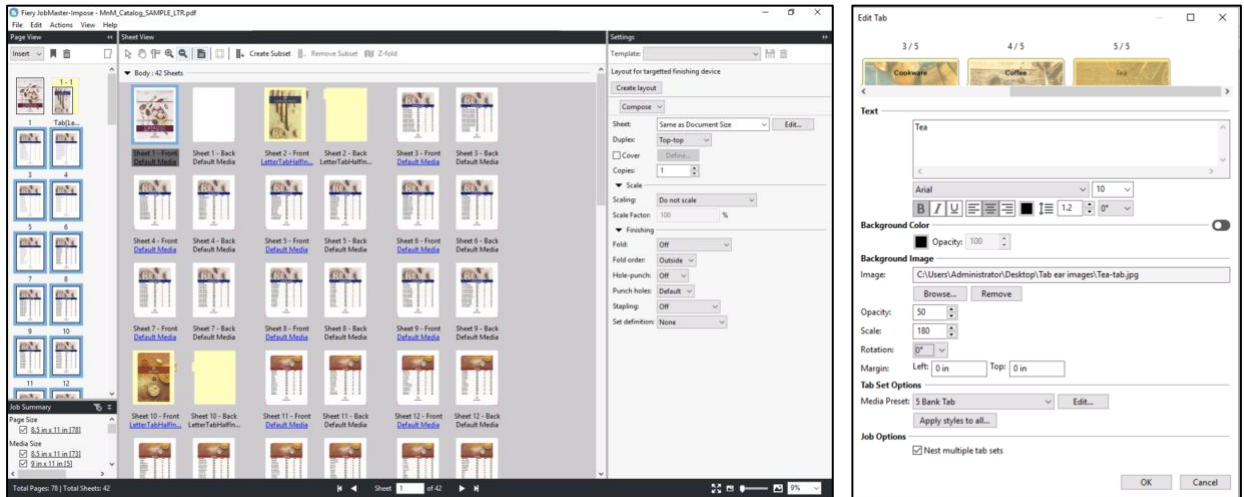 Fiery JobMaster-Impose - MnM_Catalog_SAMPLE_LTR.pdf
File Edit Actions View Help
Page View
Insert
1 - 1
1 Tab[Le...
3 4
5 6
7 8
9 10
11 12
Job Summary
Page Size
8.5 in x 11 in [78]
Media Size
8.5 in x 11 in [73]
9 in x 11 in [5]
Sheet View
Create Subset Remove Subset Z-fold
Body : 42 Sheets
Sheet 1 - Front Sheet 1 - Back Sheet 2 - Front Sheet 2 - Back Sheet 3 - Front Sheet 3 - Back
Default Media Default Media LetterTabHalfIn... LetterTabHalfIn... Default Media Default Media
Sheet 4 - Front Sheet 4 - Back Sheet 5 - Front Sheet 5 - Back Sheet 6 - Front Sheet 6 - Back
Default Media Default Media Default Media Default Media Default Media Default Media
Sheet 7 - Front Sheet 7 - Back Sheet 8 - Front Sheet 8 - Back Sheet 9 - Front Sheet 9 - Back
Default Media Default Media Default Media Default Media Default Media Default Media
Sheet 10 - Front Sheet 10 - Back Sheet 11 - Front Sheet 11 - Back Sheet 12 - Front Sheet 12 - Back
LetterTabHalfIn... LetterTabHalfIn... Default Media Default Media Default Media Default Media
Settings
Template:
Layout for targetted finishing device
Create layout
Compose
Sheet: Same as Document Size Edit...
Duplex: Top-top
Cover Define...
Copies: 1
Scale
Scaling: Do not scale
Scale Factor: 100 %
Finishing
Fold: Off
Fold order: Outside
Hole-punch: Off
Punch holes: Default
Stapling: Off
Set definition: None
Total Pages: 78 | Total Sheets: 42
Sheet 1 of 42
9%
Edit Tab
3 / 5 4 / 5 5 / 5
Cookware Coffee Tea
Text
Tea
Arial 10
B I U 1.2 0°
Background Color
Opacity: 100
Background Image
Image: C:\Users\Administrator\Desktop\Tab ear images\Tea-tab.jpg
Browse... Remove
Opacity: 50
Scale: 180
Rotation: 0°
Margin: Left: 0 in Top: 0 in
Tab Set Options
Media Preset: 5 Bank Tab Edit...
Apply styles to all...
Job Options
Nest multiple tab sets
OK Cancel